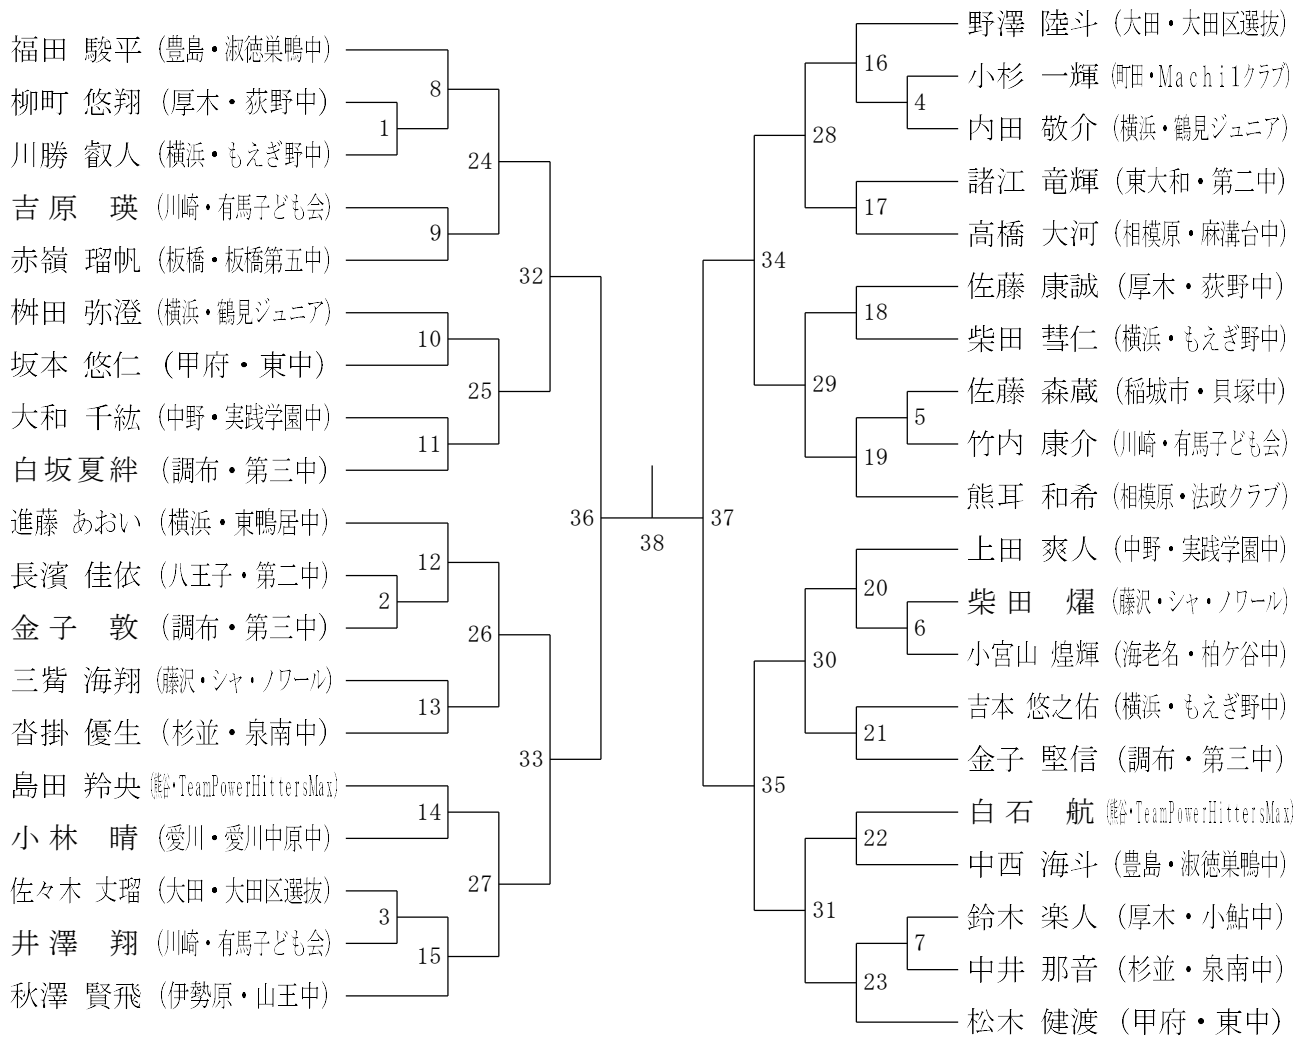 福田 駿平 (豊島・淑徳巣鴨中)
柳町 悠翔 (厚木・荻野中)
川勝 叡人 (横浜・もえぎ野中)
吉原 瑛 (川崎・有馬子ども会)
赤嶺 瑠帆 (板橋・板橋第五中)
桝田 弥澄 (横浜・鶴見ジュニア)
坂本 悠仁 (甲府・東中)
大和 千紘 (中野・実践学園中)
白坂夏絆 (調布・第三中)
進藤 あおい (横浜・東鴨居中)
長濱 佳依 (八王子・第二中)
金子 敦 (調布・第三中)
三觜 海翔 (藤沢・シャ・ノワール)
沓掛 優生 (杉並・泉南中)
島田 羚央 (熊谷・TeamPowerHittersMax)
小林 晴 (愛川・愛川中原中)
佐々木 丈瑠 (大田・大田区選抜)
井澤 翔 (川崎・有馬子ども会)
秋澤 賢飛 (伊勢原・山王中)
1
2
3
8
9
10
11
12
13
14
15
24
25
26
27
32
33
36
38
37
34
35
28
29
30
31
16
17
18
19
20
21
22
23
4
5
6
7
野澤 陸斗 (大田・大田区選抜)
小杉 一輝 (町田・Machi1クラブ)
内田 敬介 (横浜・鶴見ジュニア)
諸江 竜輝 (東大和・第二中)
高橋 大河 (相模原・麻溝台中)
佐藤 康誠 (厚木・荻野中)
柴田 彗仁 (横浜・もえぎ野中)
佐藤 森蔵 (稲城市・貝塚中)
竹内 康介 (川崎・有馬子ども会)
熊耳 和希 (相模原・法政クラブ)
上田 爽人 (中野・実践学園中)
柴田 燿 (藤沢・シャ・ノワール)
小宮山 煌輝 (海老名・柏ケ谷中)
吉本 悠之佑 (横浜・もえぎ野中)
金子 堅信 (調布・第三中)
白石 航 (熊谷・TeamPowerHittersMax)
中西 海斗 (豊島・淑徳巣鴨中)
鈴木 楽人 (厚木・小鮎中)
中井 那音 (杉並・泉南中)
松木 健渡 (甲府・東中)